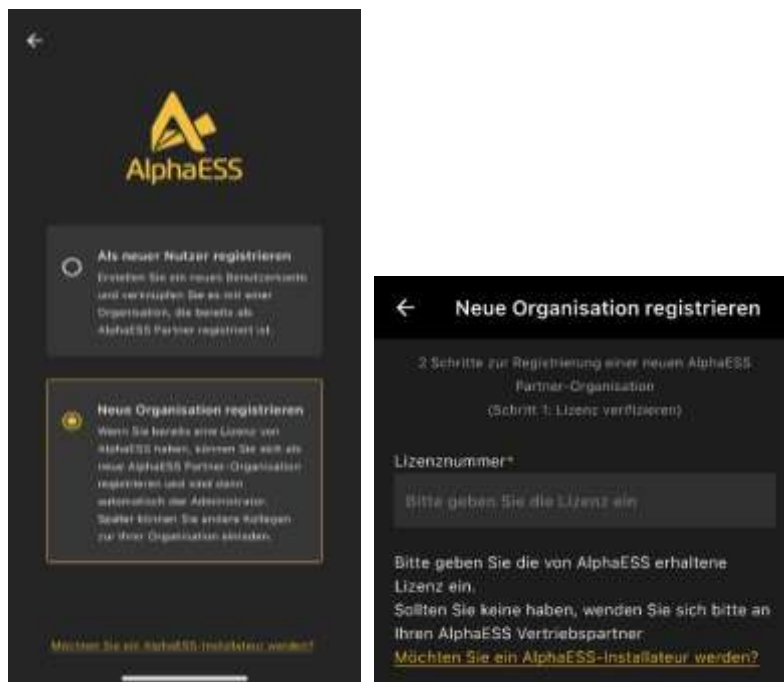 AlphaESS
Als neuer Nutzer registrieren
Erstellen Sie ein neues Benutzerkonto
und verknüpfen Sie es mit einer
Organisation, die bereits als
AlphaESS Partner registriert ist
Neue Organisation registrieren
Wenn Sie bereits eine Lizenz von
AlphaESS haben, können Sie sich als
neue AlphaESS Partner-Organisation
registrieren und sind dann
automatisch der Administrator.
Später können Sie andere Kollegen
zur Ihrer Organisation einladen.
Möchten Sie ein AlphaESS-Installateur werden?
Neue Organisation registrieren
2 Schritte zur Registrierung einer neuen AlphaESS
Partner-Organisation
(Schritt 1: Lizenz verifizieren)
Lizenznummer*
Bitte geben Sie die Lizenz ein
Bitte geben Sie die von AlphaESS erhaltene
Lizenz ein.
Sollten Sie keine haben, wenden Sie sich bitte an
Ihren AlphaESS Vertriebspartner
Möchten Sie ein AlphaESS-Installateur werden?